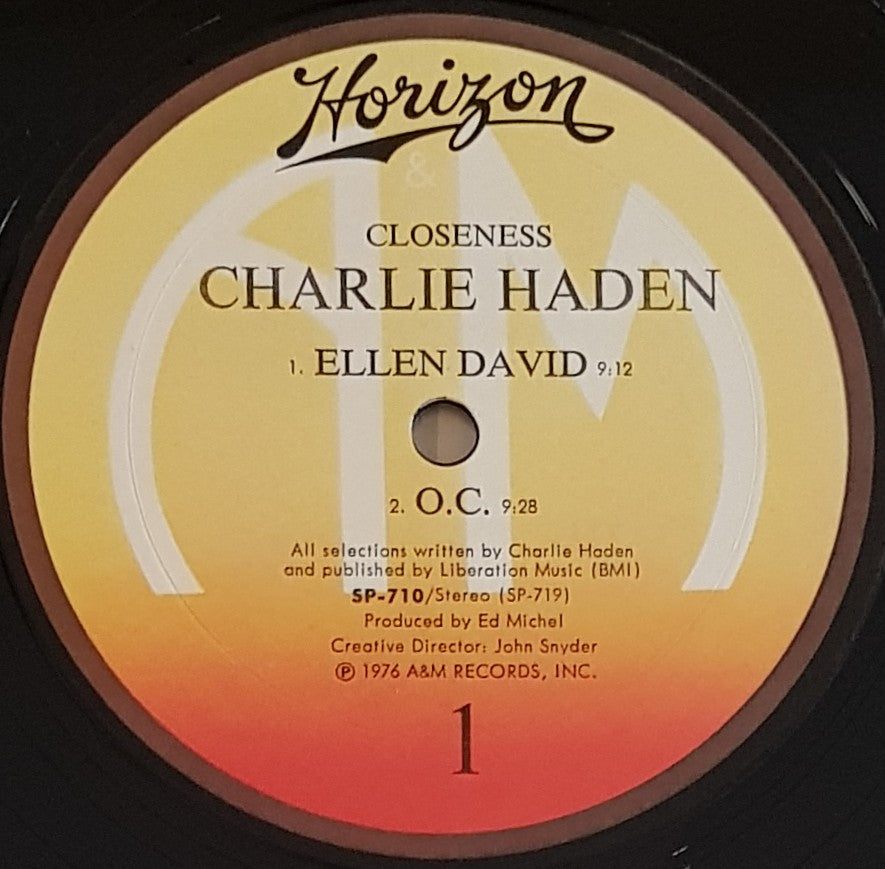 Horizon
A&M
CLOSENESS
CHARLIE HADEN
1. ELLEN DAVID 9:12
2. O.C. 9:28
All selections written by Charlie Haden
and published by Liberation Music (BMI)
SP-710/Stereo (SP-719)
Produced by Ed Michel
Creative Director: John Snyder
℗ 1976 A&M RECORDS, INC.
1